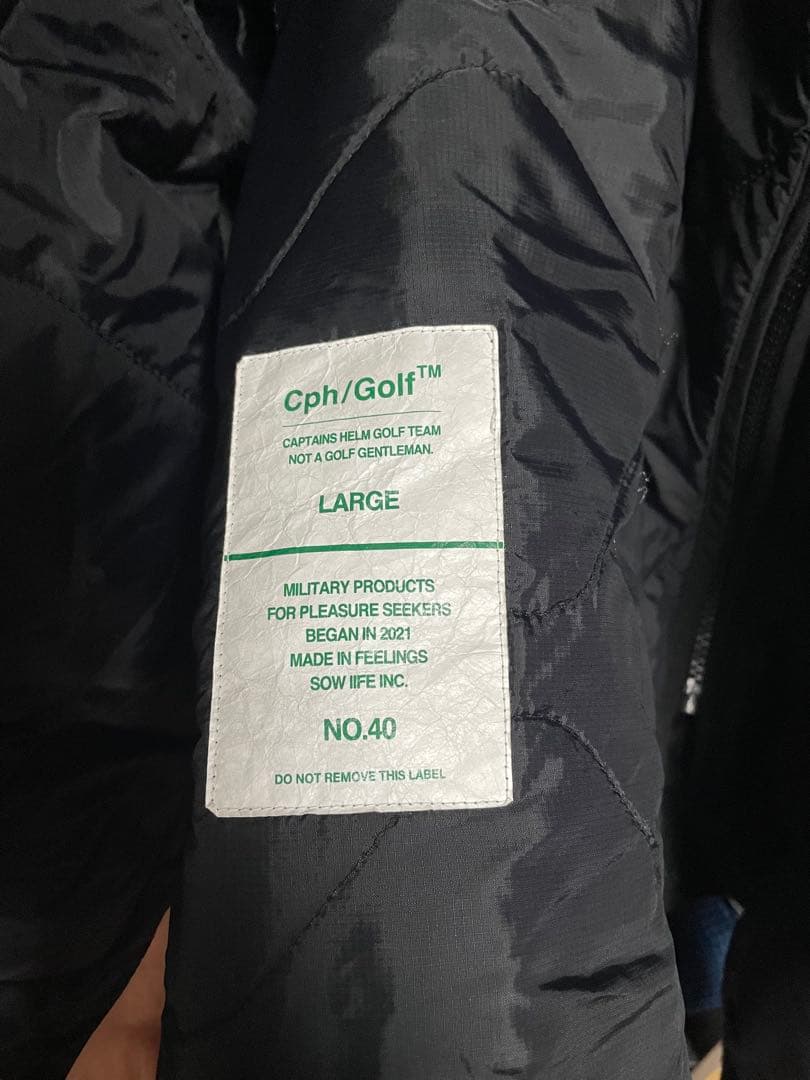 Cph/Golf™
CAPTAINS HELM GOLF TEAM
NOT A GOLF GENTLEMAN.
LARGE
MILITARY PRODUCTS
FOR PLEASURE SEEKERS
BEGAN IN 2021
MADE IN FEELINGS
SOW IIFE INC.
NO.40
DO NOT REMOVE THIS LABEL